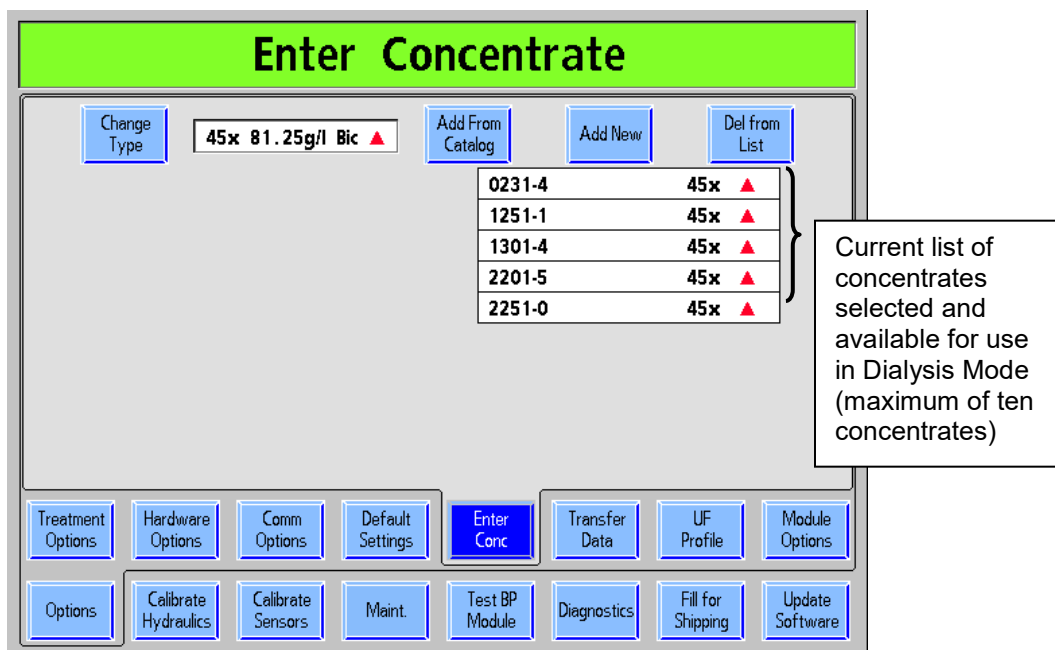 Enter Concentrate
Change
Type
45x 81.25g/l Bic ▲
Add From
Catalog
Add New
Del from
List
0231-4 45x ▲
1251-1 45x ▲
1301-4 45x ▲
2201-5 45x ▲
2251-0 45x ▲
Current list of
concentrates
selected and
available for use
in Dialysis Mode
(maximum of ten
concentrates)
Treatment
Options
Hardware
Options
Comm
Options
Default
Settings
Enter
Conc
Transfer
Data
UF
Profile
Module
Options
Options
Calibrate
Hydraulics
Calibrate
Sensors
Maint.
Test BP
Module
Diagnostics
Fill for
Shipping
Update
Software